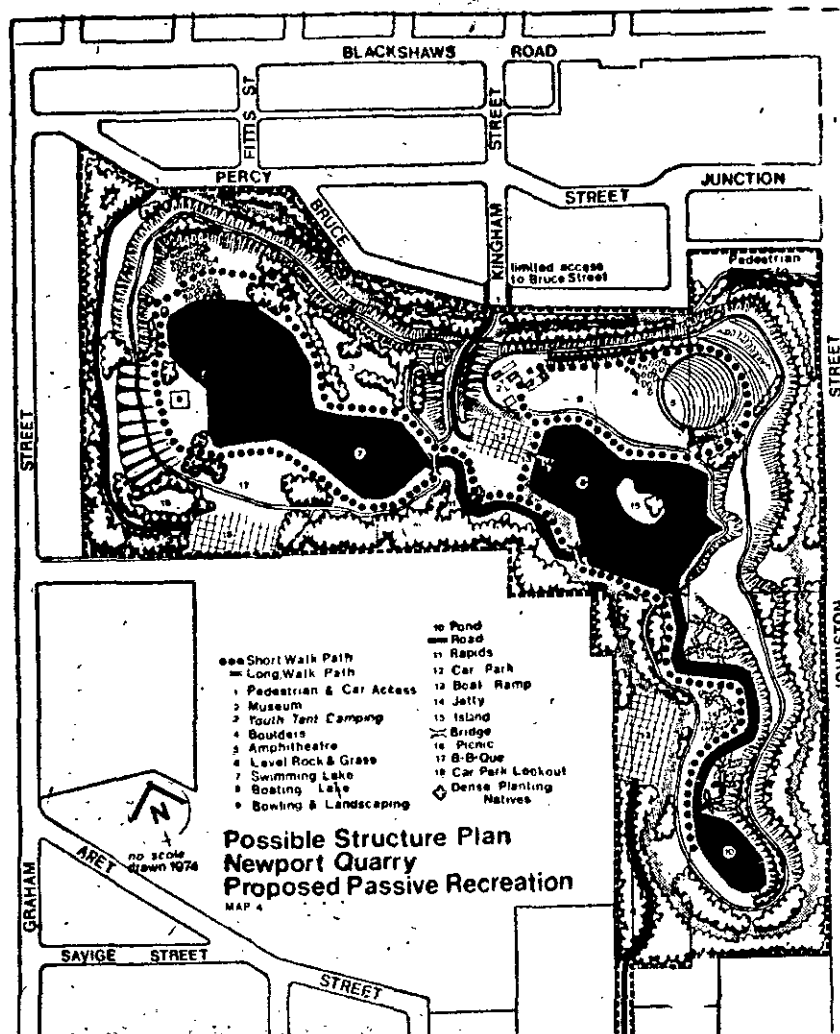 BLACKSHAWS ROAD
FITTIS ST
STREET
PERCY
BRUCE
KINGHAM
STREET
JUNCTION
limited access
to Bruce Street
Pedestrian
STREET
STREET
JOHNSTON
GRAHAM
7
15
10
17
●●● Short Walk Path
Long Walk Path
1 Pedestrian & Car Access
2 Museum
3 Youth Tent Camping
4 Boulders
5 Amphitheatre
6 Level Rock & Grass
7 Swimming Lake
8 Boating Lake
9 Bowling & Landscaping
10 Pond
Road
11 Rapids
12 Car Park
13 Boat Ramp
14 Jetty
15 Island
Bridge
16 Picnic
17 B-B-Que
18 Car Park Lookout
Dense Planting
Natives
N
no scale
drawn 1974
Possible Structure Plan
Newport Quarry
Proposed Passive Recreation
MAP 4
ARET
STREET
SAVIGE STREET